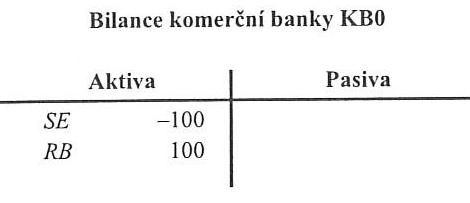 Bilance komerční banky KB0
Aktiva Pasiva
SE –100
RB 100